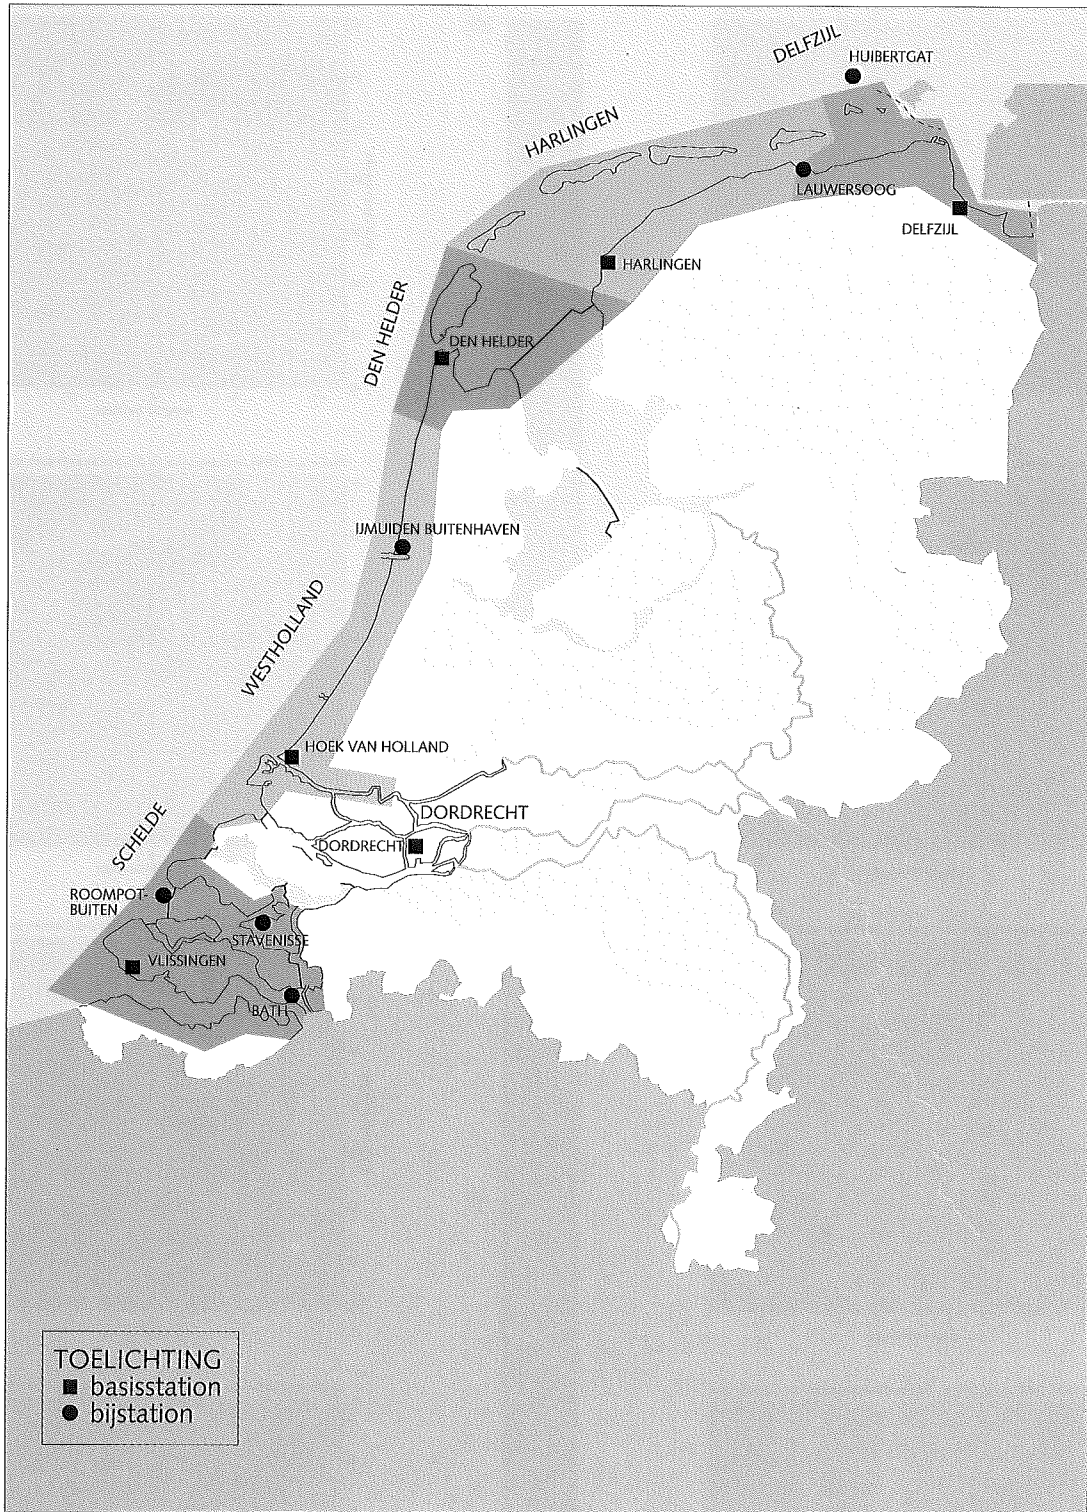 DELFZIJL
HUIBERTGAT
HARLINGEN
LAUWERSOOG
DELFZIJL
HARLINGEN
DEN HELDER
DEN HELDER
IJMUIDEN BUITENHAVEN
WESTHOLLAND
HOEK VAN HOLLAND
SCHELDE
DORDRECHT
DORDRECHT
ROOMPOT-
BUITEN
STAVENISSE
VLISSINGEN
BATH
TOELICHTING
basisstation
bijstation